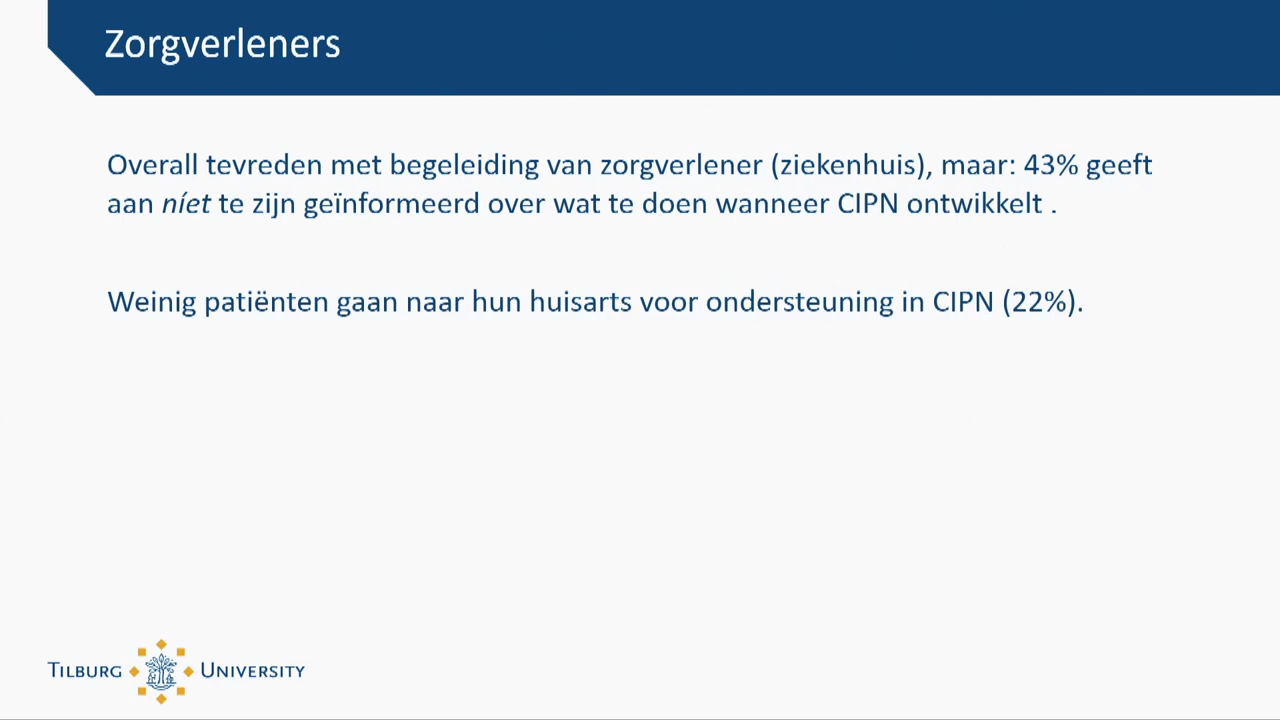 Zorgverleners
Overall tevreden met begeleiding van zorgverlener (ziekenhuis), maar: 43% geeft
aan níet te zijn geïnformeerd over wat te doen wanneer CIPN ontwikkelt .
Weinig patiënten gaan naar hun huisarts voor ondersteuning in CIPN (22%).
TILBURG UNIVERSITY